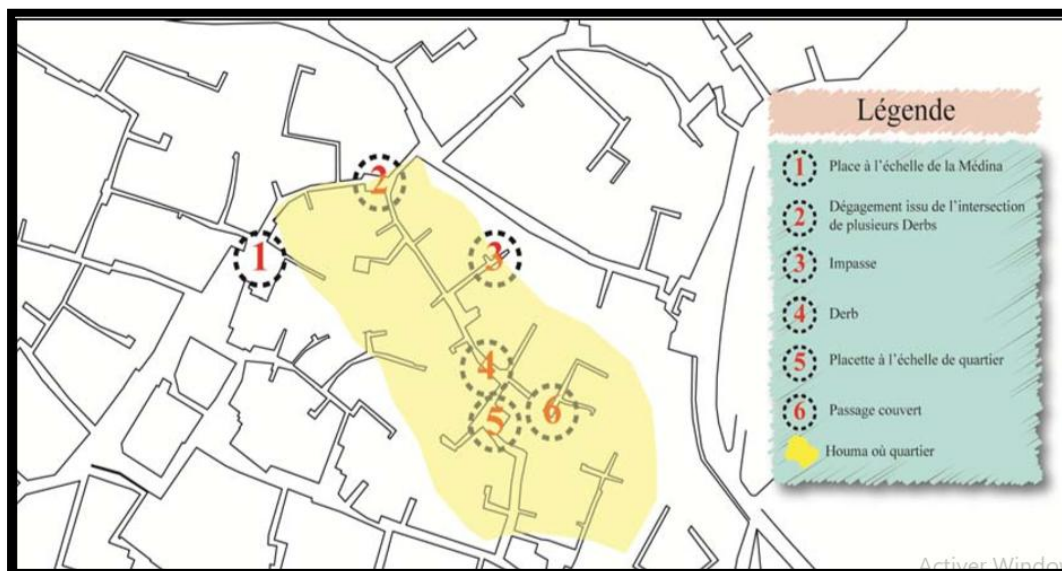 1
2
3
4
5
6
Légende
1 Place à l'échelle de la Médina
2 Dégagement issu de l'intersection
de plusieurs Derbs
3 Impasse
4 Derb
5 Placette à l'échelle de quartier
6 Passage couvert
Houma où quartier
Activer Windo